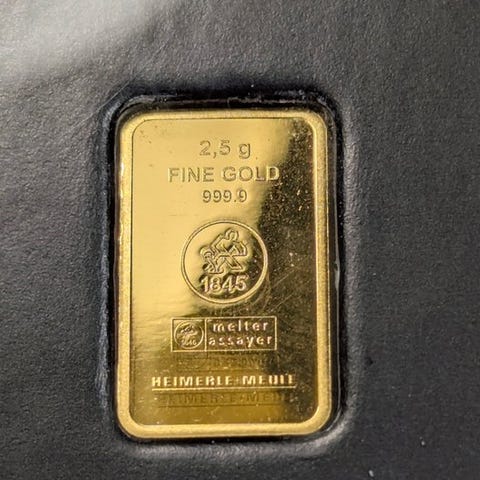 2,5 g
FINE GOLD
999.9
1845
melter
assayer
HEIMERLE+MEULE